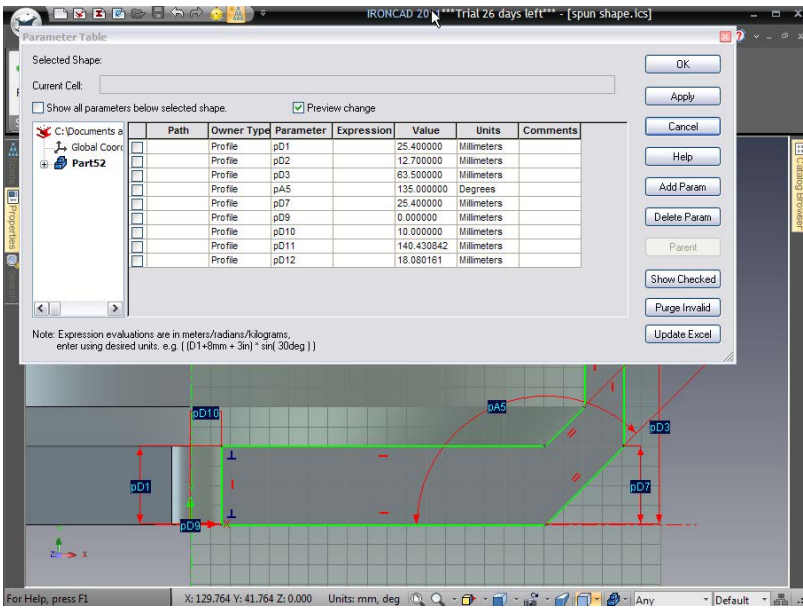 IRONCAD 2011***Trial 26 days left*** - [spun shape.ics]
Parameter Table
Selected Shape:
Current Cell:
Show all parameters below selected shape.
Preview change
OK
Apply
Cancel
Help
Add Param
Delete Param
Parent
Show Checked
Purge Invalid
Update Excel
C:\Documents a
Global Coord
Part52
Path Owner Type Parameter Expression Value Units Comments
Profile pD1 25.400000 Millimeters
Profile pD2 12.700000 Millimeters
Profile pD3 63.500000 Millimeters
Profile pA5 135.000000 Degrees
Profile pD7 25.400000 Millimeters
Profile pD9 0.000000 Millimeters
Profile pD10 10.000000 Millimeters
Profile pD11 140.430842 Millimeters
Profile pD12 18.080161 Millimeters
Note: Expression evaluations are in meters/radians/kilograms,
enter using desired units. e.g. ( (D1+8mm + 3in) * sin( 30deg ) )
Properties
Search
Catalog Browser
pD10
pA5
pD3
pD1
pD7
pD9
z
x
For Help, press F1
X: 129.764 Y: 41.764 Z: 0.000 Units: mm, deg
Any
Default